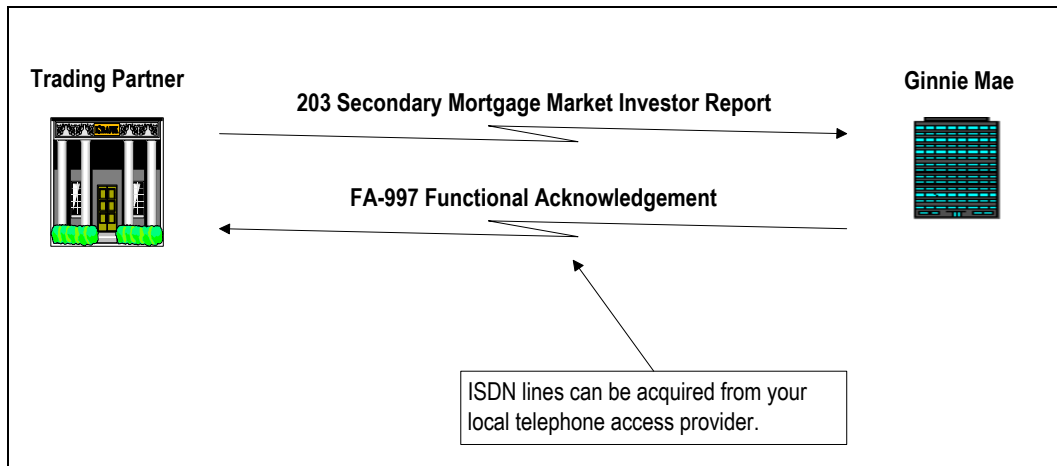 Trading Partner
Ginnie Mae
203 Secondary Mortgage Market Investor Report
BANK
FA-997 Functional Acknowledgement
ISDN lines can be acquired from your
local telephone access provider.